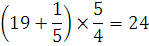 (19 + 1/5) × 5/4 = 24